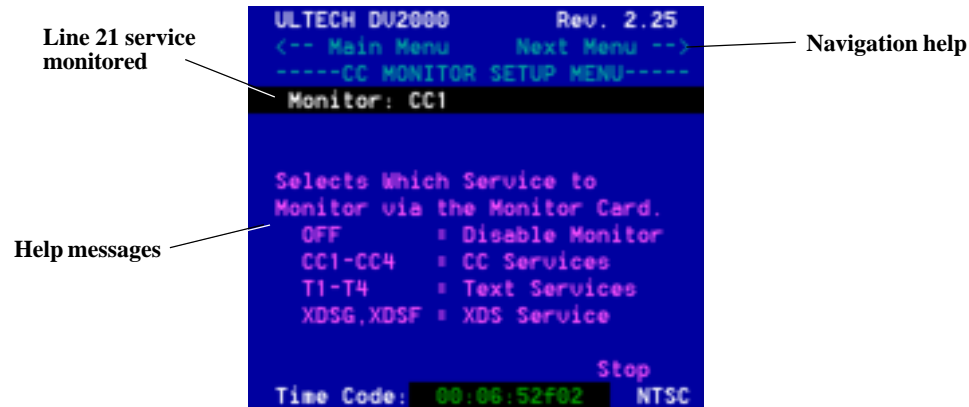 ULTECH DV2000 Rev. 2.25
<-- Main Menu Next Menu -->
-----CC MONITOR SETUP MENU-----
Monitor: CC1
Selects Which Service to
Monitor via the Monitor Card.
OFF = Disable Monitor
CC1-CC4 = CC Services
T1-T4 = Text Services
XDSG,XDSF = XDS Service
Stop
Time Code: 00:06:52f02 NTSC
Line 21 service
monitored
Navigation help
Help messages